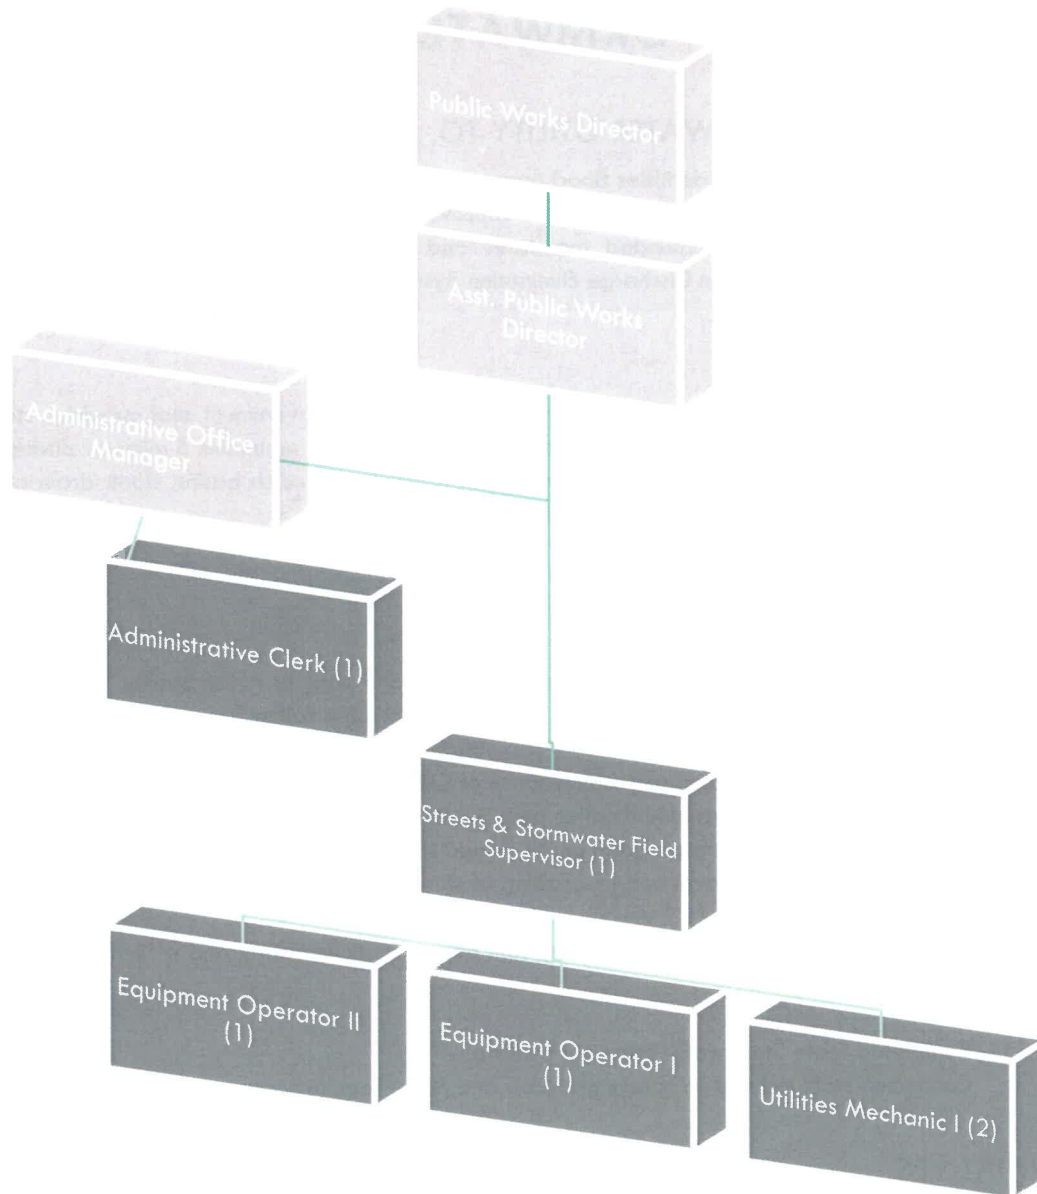 Public Works Director
Asst. Public Works
Director
Administrative Office
Manager
Administrative Clerk (1)
Streets & Stormwater Field
Supervisor (1)
Equipment Operator II
(1)
Equipment Operator I
(1)
Utilities Mechanic I (2)